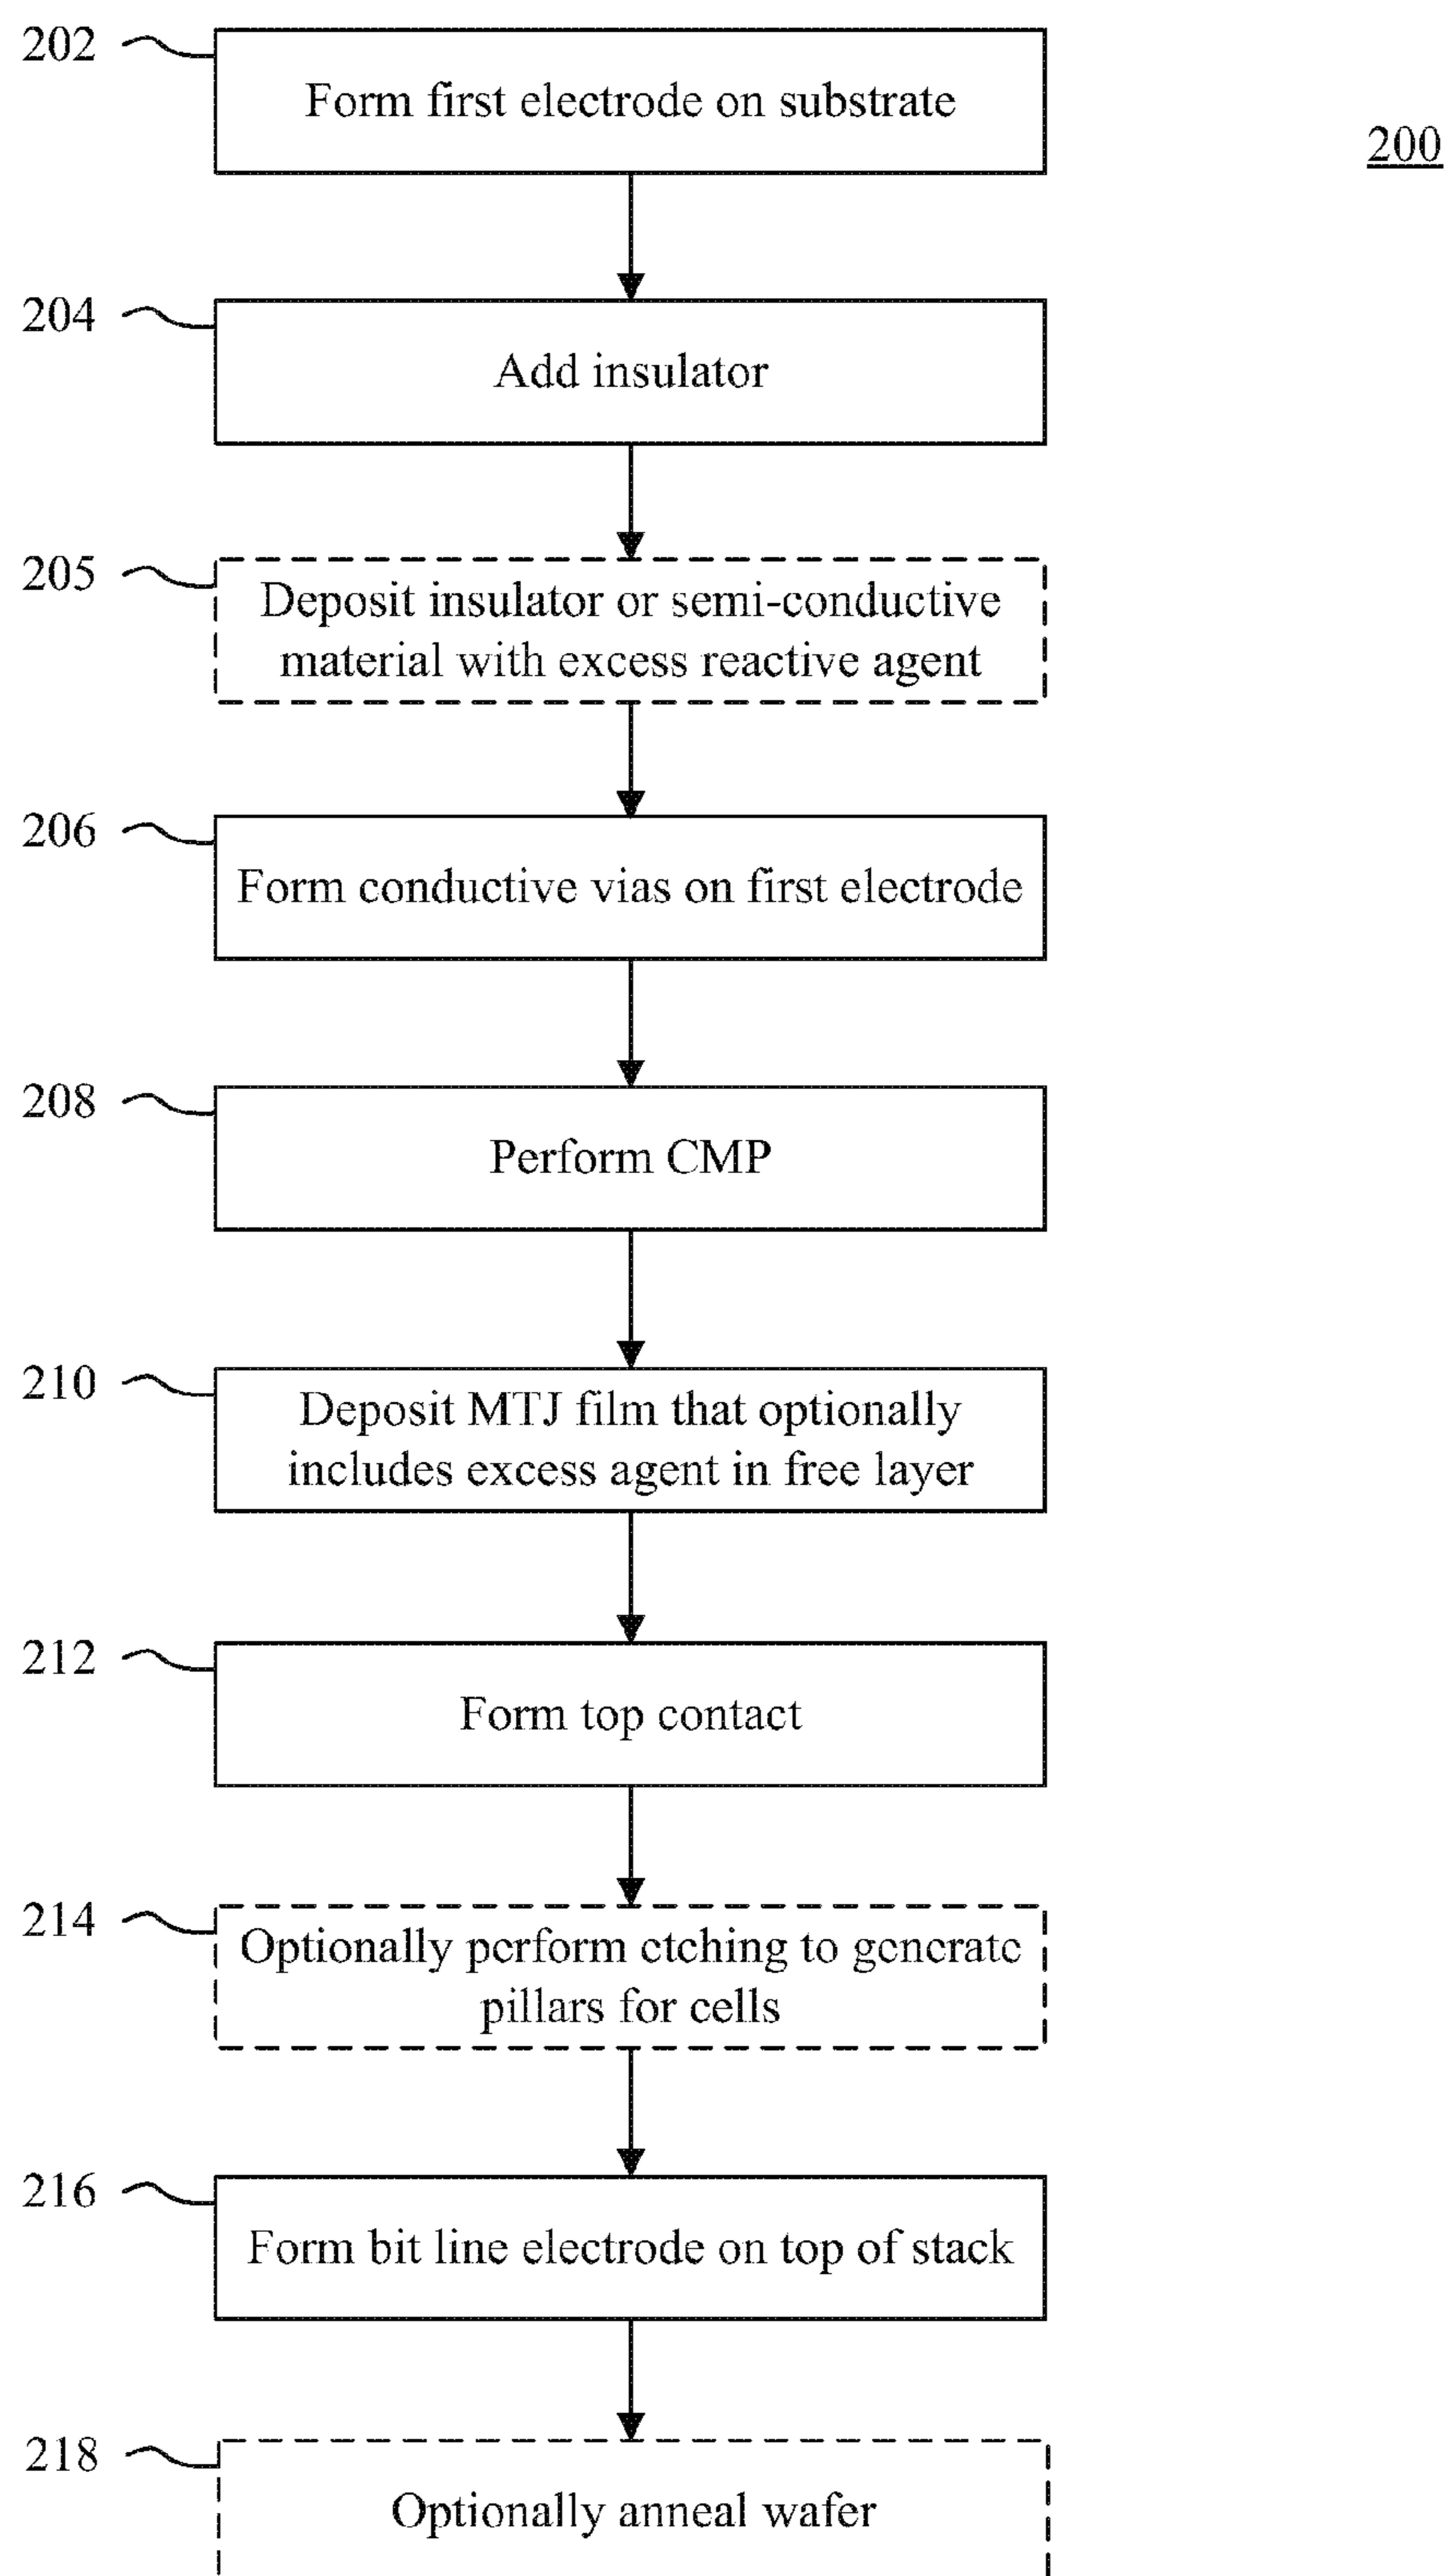 202
Form first electrode on substrate
200
204
Add insulator
205
Deposit insulator or semi-conductive
material with excess reactive agent
206
Form conductive vias on first electrode
208
Perform CMP
210
Deposit MTJ film that optionally
includes excess agent in free layer
212
Form top contact
214
Optionally perform etching to generate
pillars for cells
216
Form bit line electrode on top of stack
218
Optionally anneal wafer